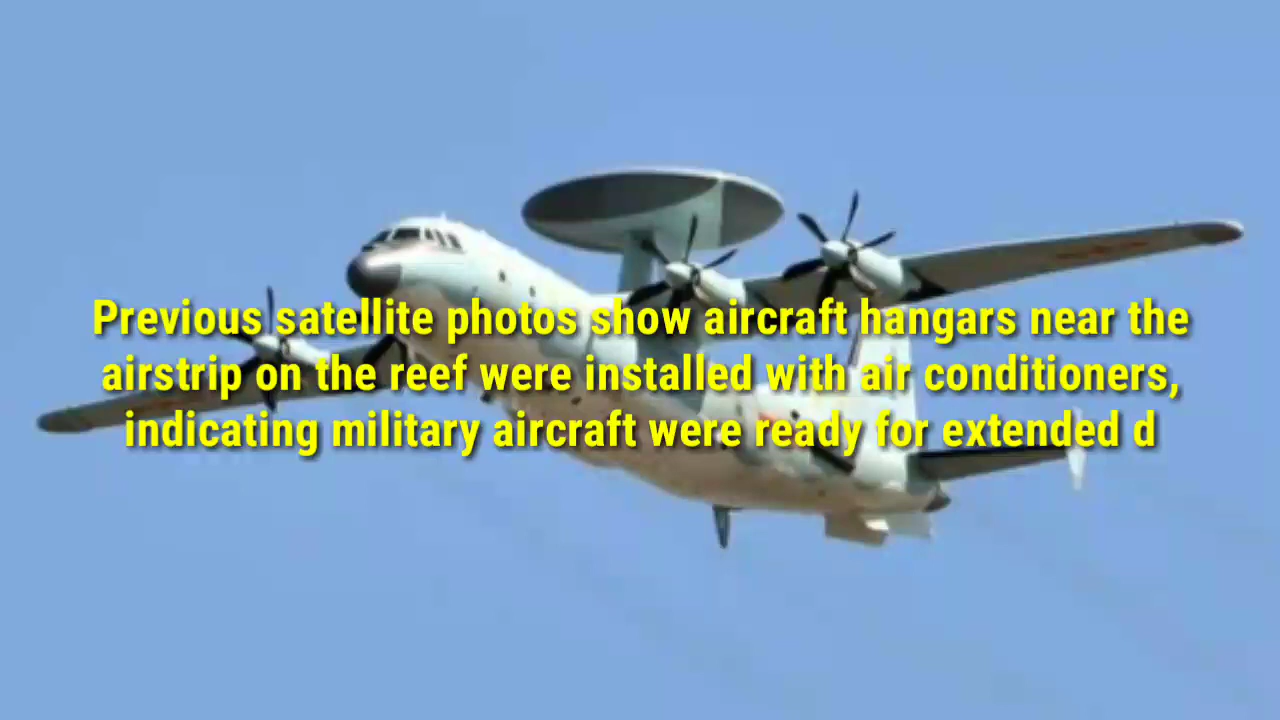 Previous satellite photos show aircraft hangars near the
airstrip on the reef were installed with air conditioners,
indicating military aircraft were ready for extended d